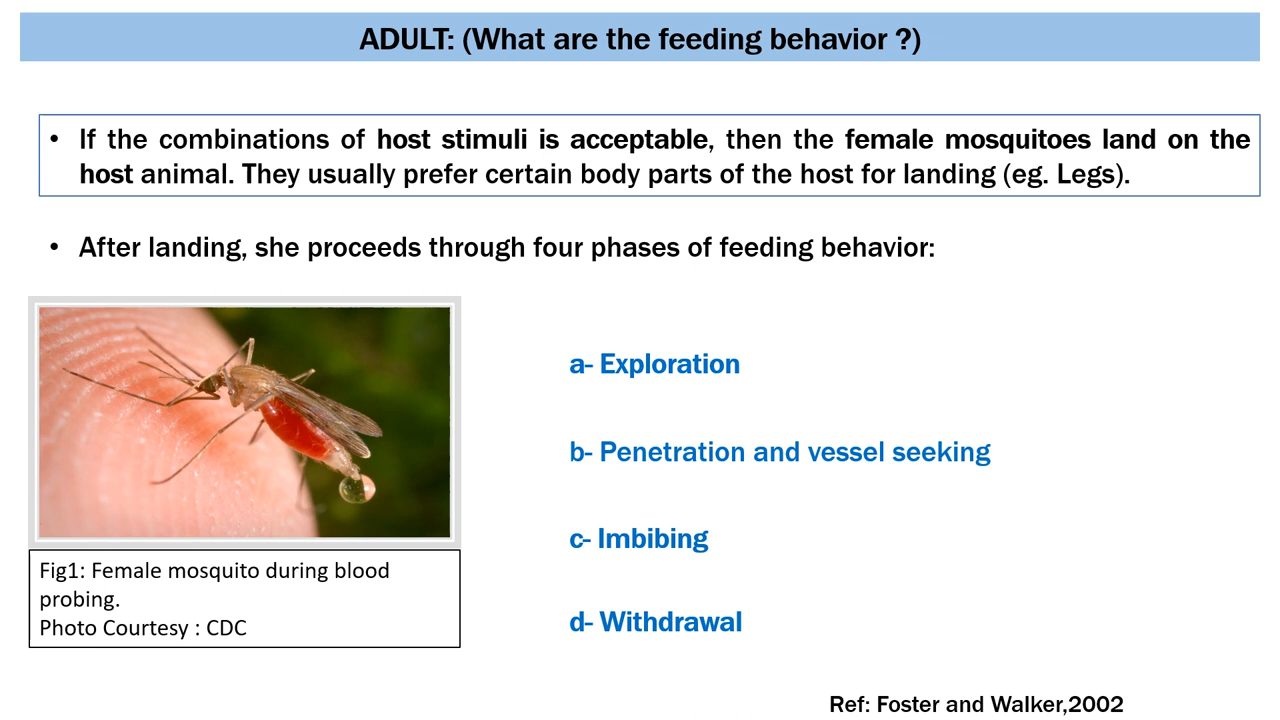 ADULT: (What are the feeding behavior ?)
• If the combinations of host stimuli is acceptable, then the female mosquitoes land on the
host animal. They usually prefer certain body parts of the host for landing (eg. Legs).
• After landing, she proceeds through four phases of feeding behavior:
a- Exploration
b- Penetration and vessel seeking
c- Imbibing
d- Withdrawal
Fig1: Female mosquito during blood
probing.
Photo Courtesy : CDC
Ref: Foster and Walker,2002